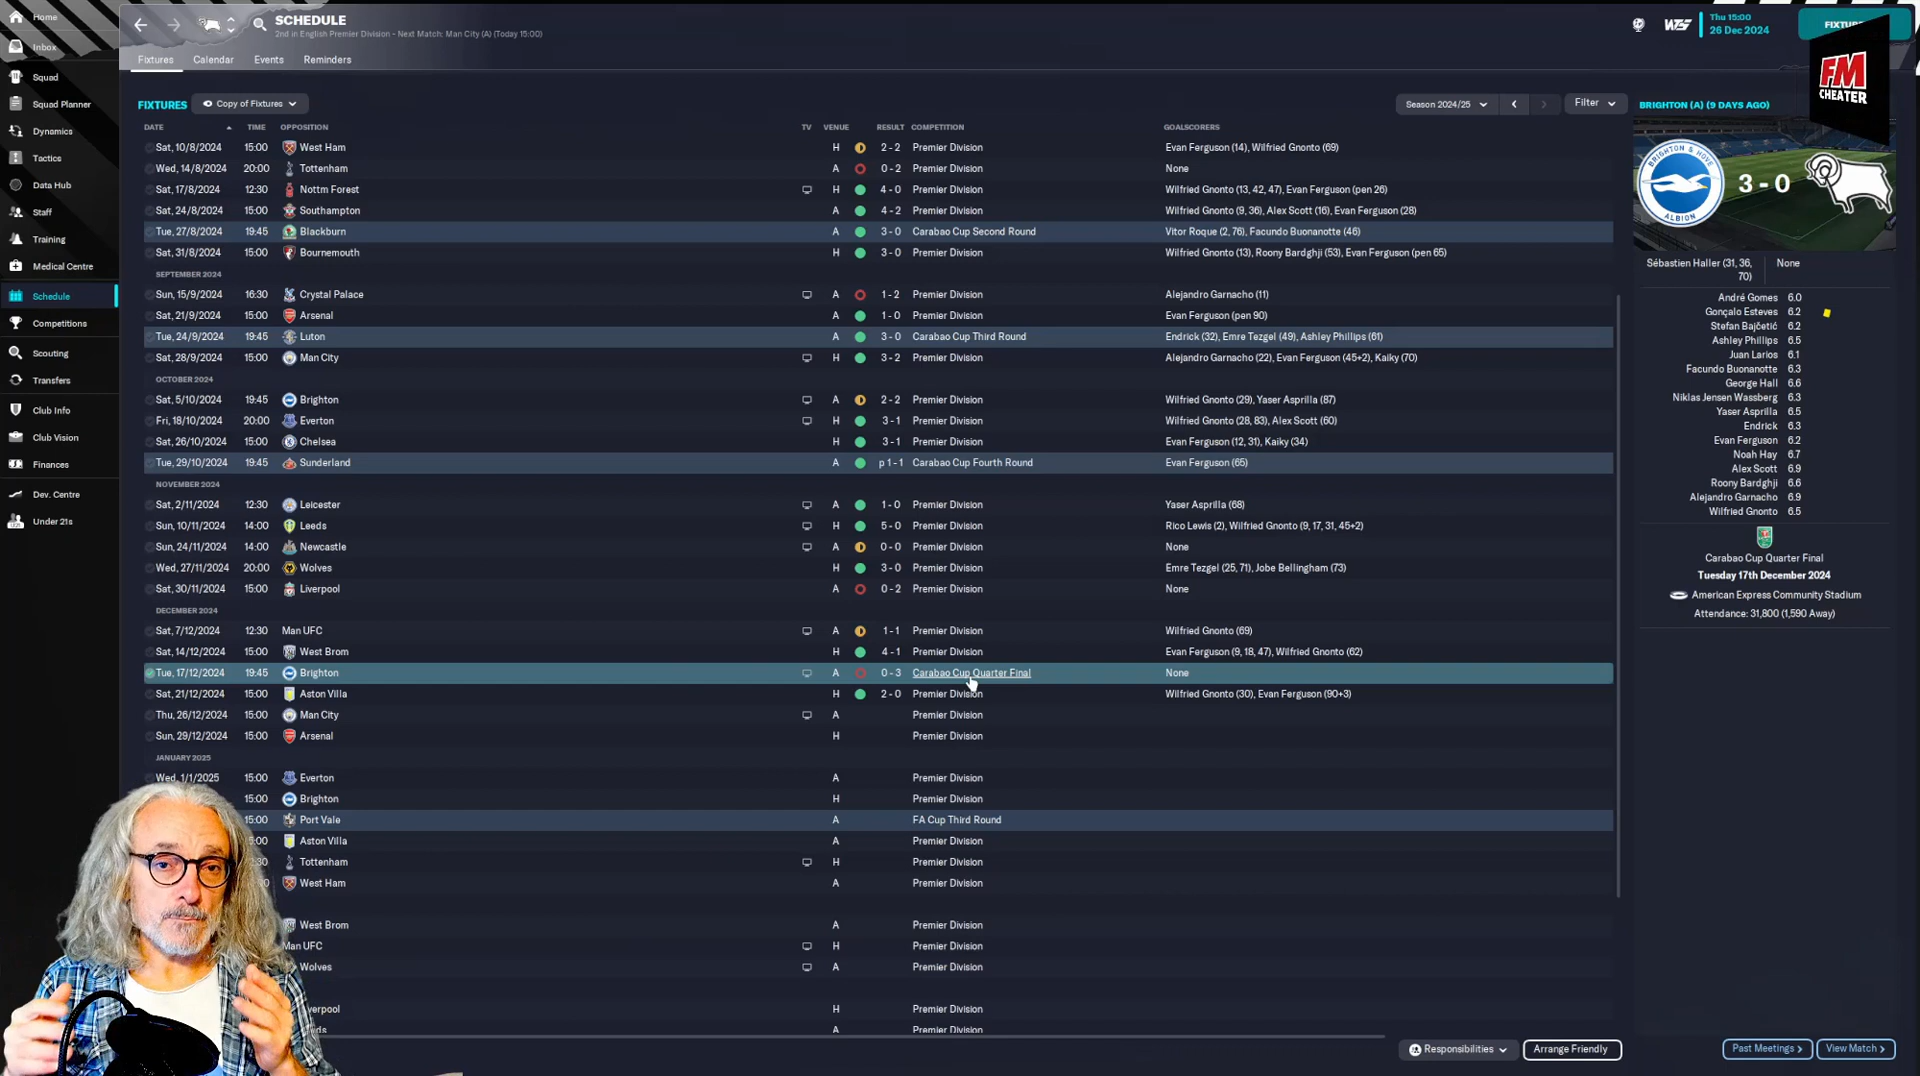 Home
SCHEDULE
2nd in English Premier Division - Next Match: Man City (A) (Today 15:00)
Thu 15:00
26 Dec 2024
FM
CHEATER
Inbox
Squad
Squad Planner
Dynamics
Tactics
Data Hub
Staff
Training
Medical Centre
Schedule
Competitions
Scouting
Transfers
Club Info
Club Vision
Finances
Dev. Centre
Under 21s
Fixtures Calendar Events Reminders
FIXTURES Copy of Fixtures Season 2024/25 Filter
DATE TIME OPPOSITION TV VENUE RESULT COMPETITION GOALSCORERS
Sat, 10/8/2024 15:00 West Ham H 2 - 2 Premier Division Evan Ferguson (14), Wilfried Gnonto (69)
Wed, 14/8/2024 20:00 Tottenham A 0 - 2 Premier Division None
Sat, 17/8/2024 12:30 Nottm Forest H 4 - 0 Premier Division Wilfried Gnonto (13, 42, 47), Evan Ferguson (pen 26)
Sat, 24/8/2024 15:00 Southampton A 4 - 2 Premier Division Wilfried Gnonto (9, 36), Alex Scott (16), Evan Ferguson (28)
Tue, 27/8/2024 19:45 Blackburn A 3 - 0 Carabao Cup Second Round Vitor Roque (2, 76), Facundo Buonanotte (46)
Sat, 31/8/2024 15:00 Bournemouth H 3 - 0 Premier Division Wilfried Gnonto (13), Roony Bardghji (53), Evan Ferguson (pen 65)
SEPTEMBER 2024
Sun, 15/9/2024 16:30 Crystal Palace A 1 - 2 Premier Division Alejandro Garnacho (11)
Sat, 21/9/2024 15:00 Arsenal A 1 - 0 Premier Division Evan Ferguson (pen 90)
Tue, 24/9/2024 19:45 Luton A 3 - 0 Carabao Cup Third Round Endrick (32), Emre Tezgel (49), Ashley Phillips (61)
Sat, 28/9/2024 15:00 Man City H 3 - 2 Premier Division Alejandro Garnacho (22), Evan Ferguson (45+2), Kaiky (70)
OCTOBER 2024
Sat, 5/10/2024 19:45 Brighton A 2 - 2 Premier Division Wilfried Gnonto (29), Yaser Asprilla (87)
Fri, 18/10/2024 20:00 Everton H 3 - 1 Premier Division Wilfried Gnonto (28, 83), Alex Scott (60)
Sat, 26/10/2024 15:00 Chelsea H 3 - 1 Premier Division Evan Ferguson (12, 31), Kaiky (34)
Tue, 29/10/2024 19:45 Sunderland A p 1 - 1 Carabao Cup Fourth Round Evan Ferguson (65)
NOVEMBER 2024
Sat, 2/11/2024 12:30 Leicester A 1 - 0 Premier Division Yaser Asprilla (68)
Sun, 10/11/2024 14:00 Leeds H 5 - 0 Premier Division Rico Lewis (2), Wilfried Gnonto (9, 17, 31, 45+2)
Sun, 24/11/2024 14:00 Newcastle A 0 - 0 Premier Division None
Wed, 27/11/2024 20:00 Wolves H 3 - 0 Premier Division Emre Tezgel (25, 71), Jobe Bellingham (73)
Sat, 30/11/2024 15:00 Liverpool A 0 - 2 Premier Division None
DECEMBER 2024
Sat, 7/12/2024 12:30 Man UFC A 1 - 1 Premier Division Wilfried Gnonto (69)
Sat, 14/12/2024 15:00 West Brom H 4 - 1 Premier Division Evan Ferguson (9, 18, 47), Wilfried Gnonto (62)
Tue, 17/12/2024 19:45 Brighton A 0 - 3 Carabao Cup Quarter Final None
Sat, 21/12/2024 15:00 Aston Villa H 2 - 0 Premier Division Wilfried Gnonto (30), Evan Ferguson (90+3)
Thu, 26/12/2024 15:00 Man City A Premier Division
Sun, 29/12/2024 15:00 Arsenal H Premier Division
JANUARY 2025
Wed, 1/1/2025 15:00 Everton A Premier Division
15:00 Brighton H Premier Division
15:00 Port Vale A FA Cup Third Round
Aston Villa A Premier Division
Tottenham H Premier Division
West Ham A Premier Division
West Brom A Premier Division
Man UFC H Premier Division
Wolves A Premier Division
H Premier Division
A Premier Division
Responsibilities Arrange Friendly
BRIGHTON (A) (9 DAYS AGO)
BRIGHTON & HOVE
ALBION
3 - 0
Sébastien Haller (31, 36,
70)
None
André Gomes 6.0
Gonçalo Esteves 6.2
Stefan Bajčetić 6.2
Ashley Phillips 6.5
Juan Larios 6.1
Facundo Buonanotte 6.3
George Hall 6.6
Niklas Jensen Wassberg 6.3
Yaser Asprilla 6.5
Endrick 6.3
Evan Ferguson 6.2
Noah Hay 6.7
Alex Scott 6.9
Roony Bardghji 6.6
Alejandro Garnacho 6.9
Wilfried Gnonto 6.5
Carabao Cup Quarter Final
Tuesday 17th December 2024
American Express Community Stadium
Attendance: 31,800 (1,590 Away)
Past Meetings View Match